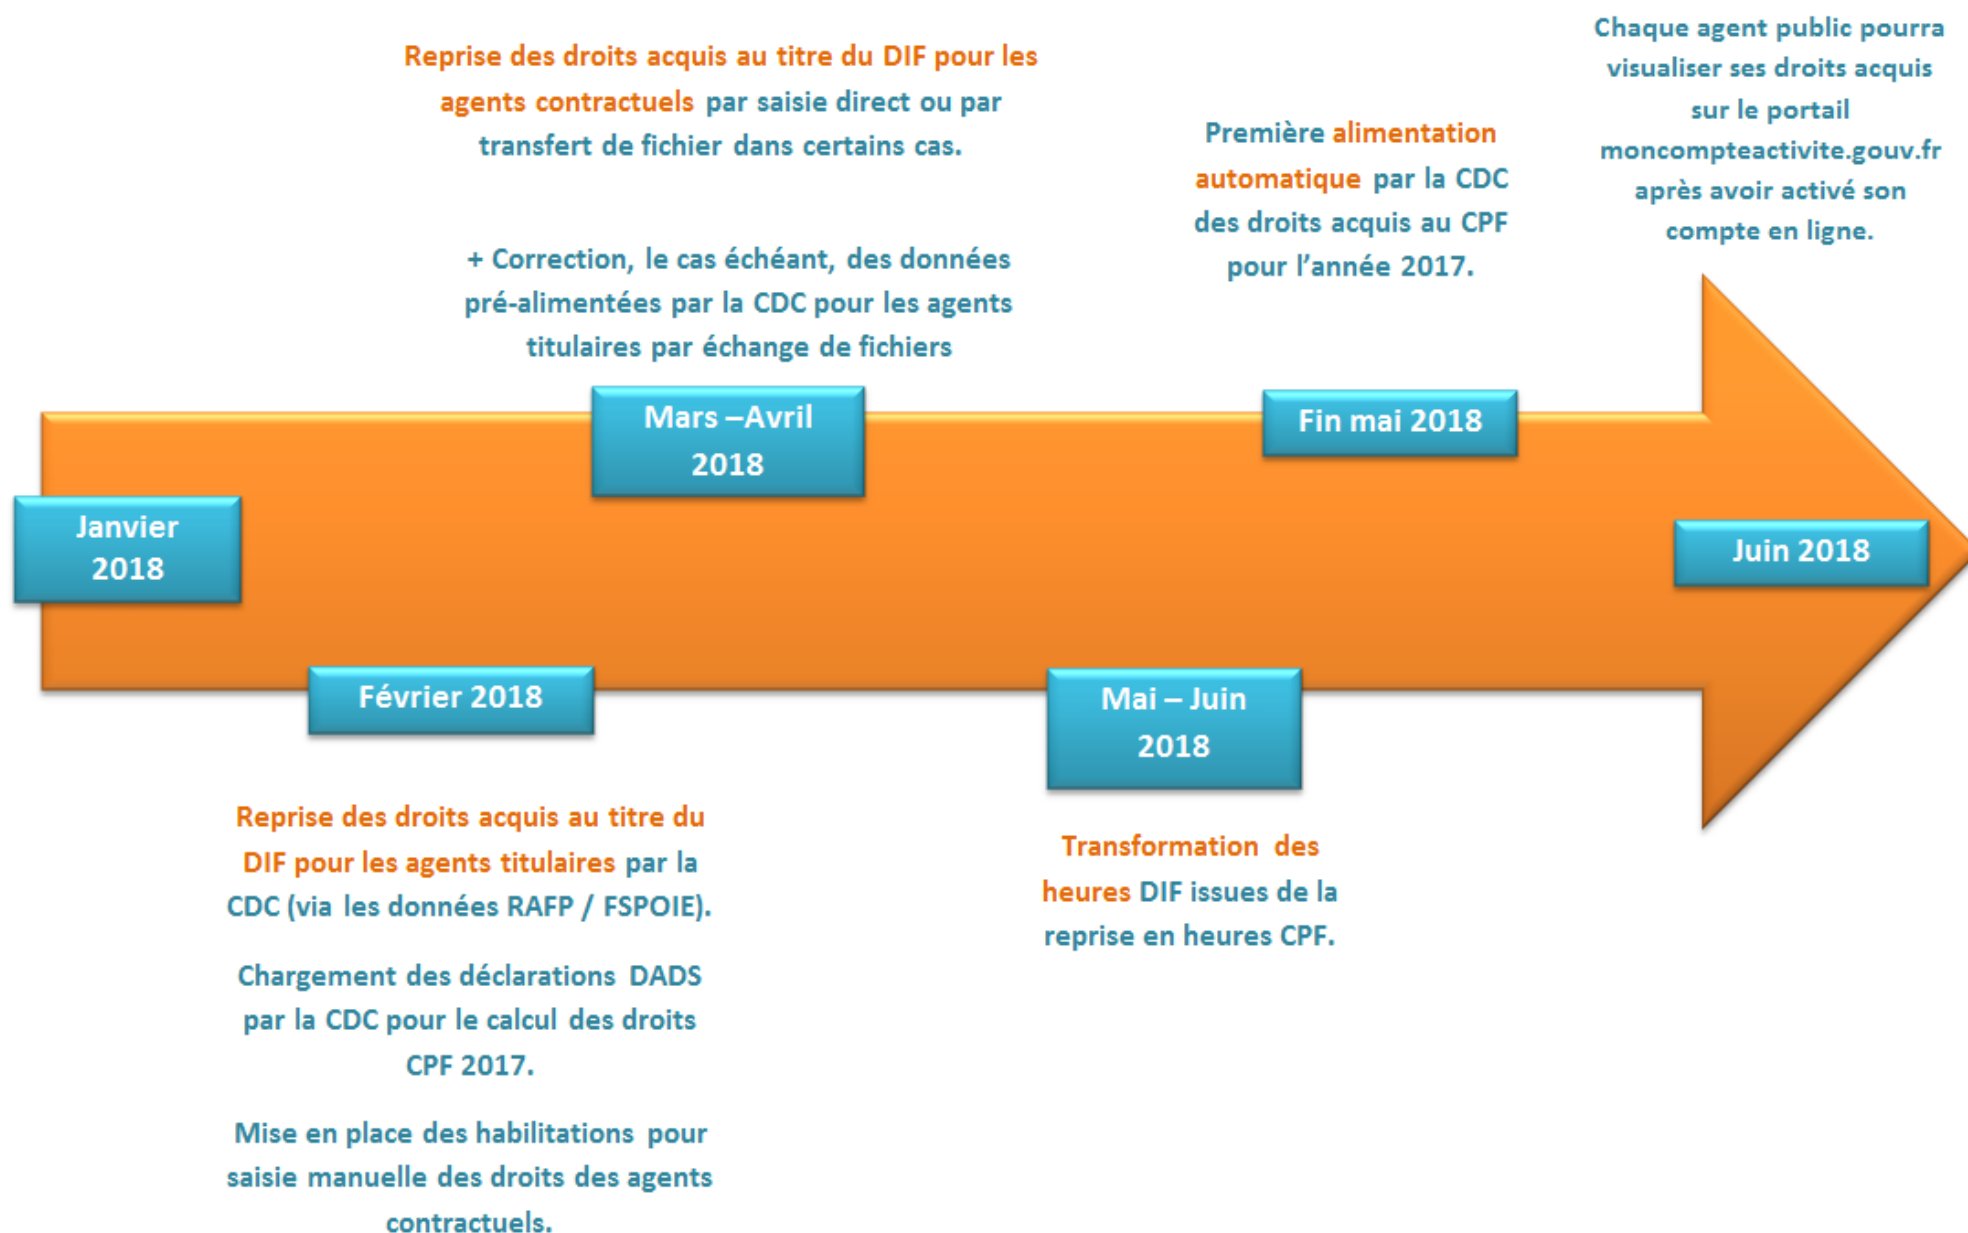 Chaque agent public pourra
visualiser ses droits acquis
sur le portail
moncompteactivite.gouv.fr
après avoir activé son
compte en ligne.
Reprise des droits acquis au titre du DIF pour les
agents contractuels par saisie direct ou par
transfert de fichier dans certains cas.
+ Correction, le cas échéant, des données
pré-alimentées par la CDC pour les agents
titulaires par échange de fichiers
Première alimentation
automatique par la CDC
des droits acquis au CPF
pour l'année 2017.
Mars –Avril
2018
Fin mai 2018
Janvier
2018
Juin 2018
Février 2018
Mai – Juin
2018
Reprise des droits acquis au titre du
DIF pour les agents titulaires par la
CDC (via les données RAFP / FSPOIE).
Chargement des déclarations DADS
par la CDC pour le calcul des droits
CPF 2017.
Mise en place des habilitations pour
saisie manuelle des droits des agents
contractuels.
Transformation des
heures DIF issues de la
reprise en heures CPF.